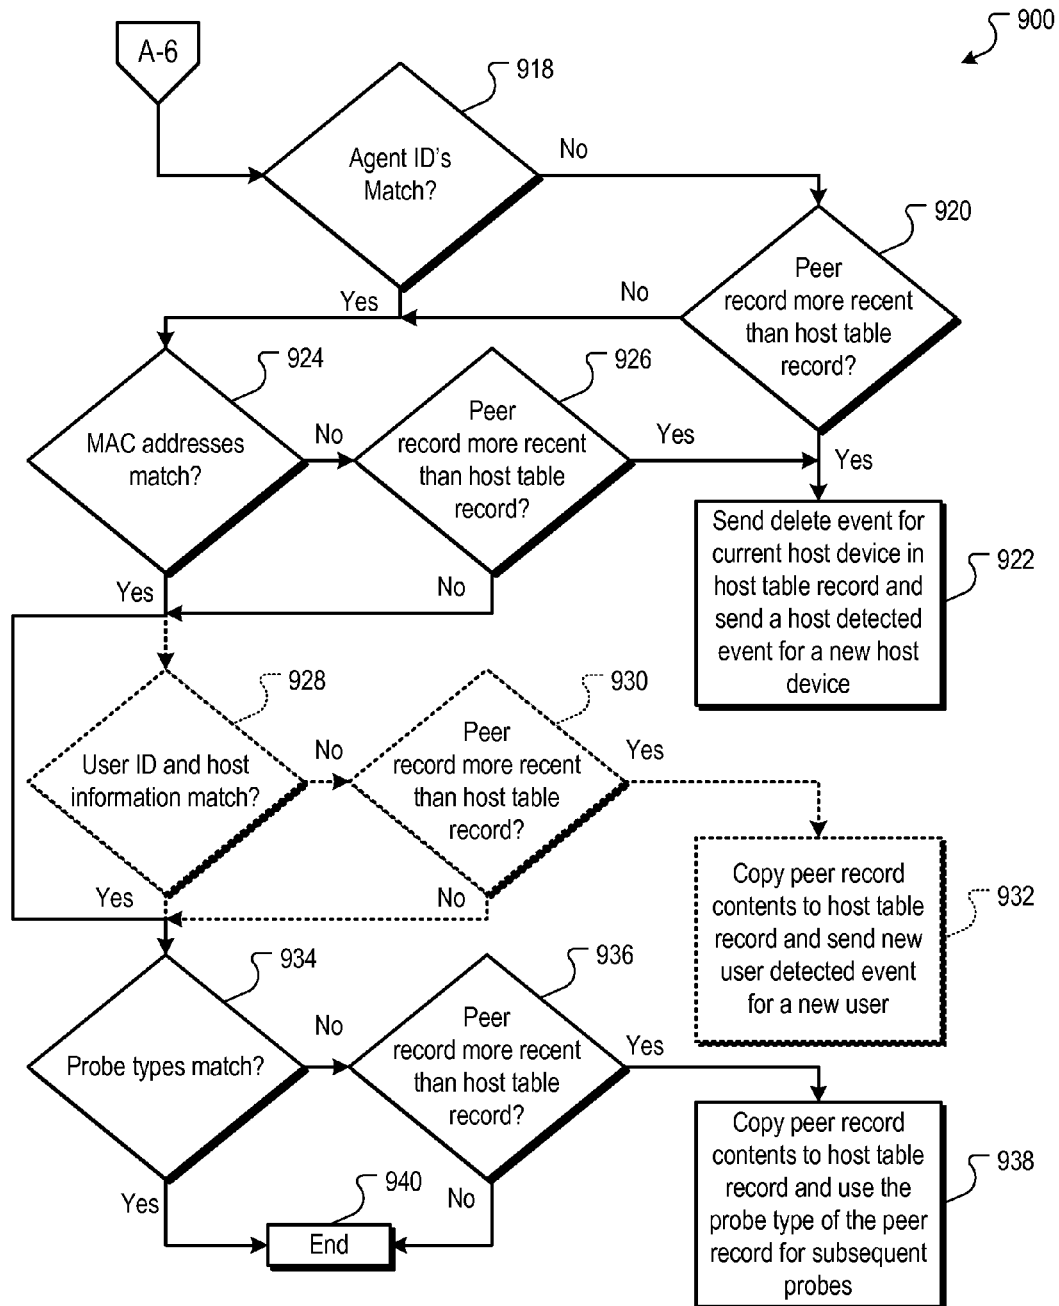 900
A-6
918
Agent ID's
Match?
No
920
Peer
record more recent
than host table
record?
No
Yes
924
MAC addresses
match?
No
926
Peer
record more recent
than host table
record?
Yes
Yes
Send delete event for
current host device in
host table record and
send a host detected
event for a new host
device
922
Yes
No
928
User ID and host
information match?
No
930
Peer
record more recent
than host table
record?
Yes
Copy peer record
contents to host table
record and send new
user detected event
for a new user
932
Yes
No
934
Probe types match?
No
936
Peer
record more recent
than host table
record?
Yes
Copy peer record
contents to host table
record and use the
probe type of the peer
record for subsequent
probes
938
Yes
No
940
End